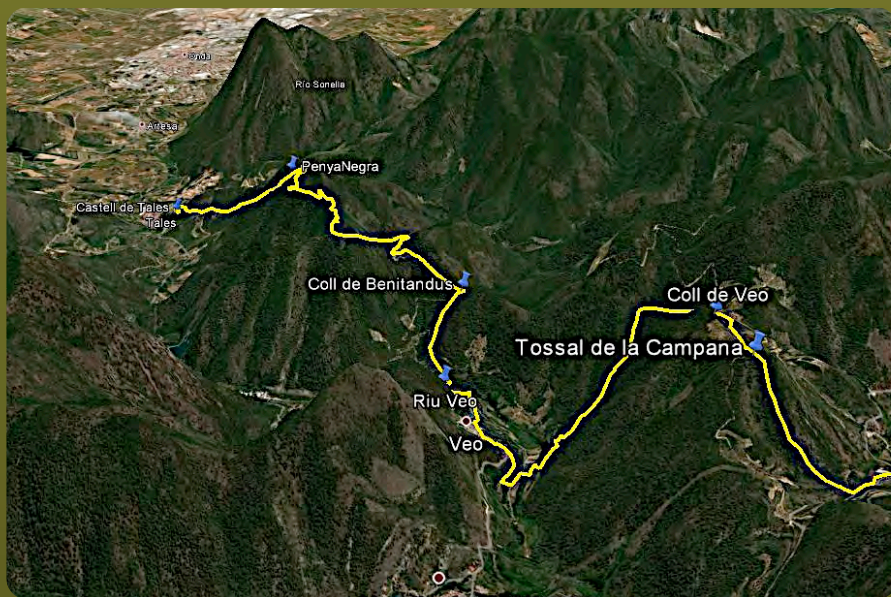 Onda
Río Sonella
Artesa
PenyaNegra
Castell de Tales
Tales
Coll de Benitandus
Coll de Veo
Tossal de la Campana
Riu Veo
Veo